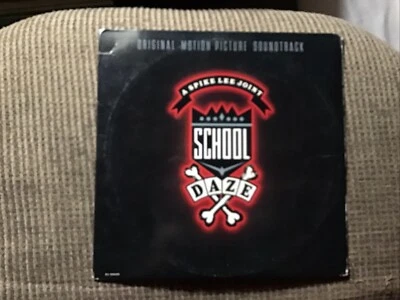 ORIGINAL MOTION PICTURE SOUNDTRACK
A SPIKE LEE JOINT
SCHOOL
DAZE